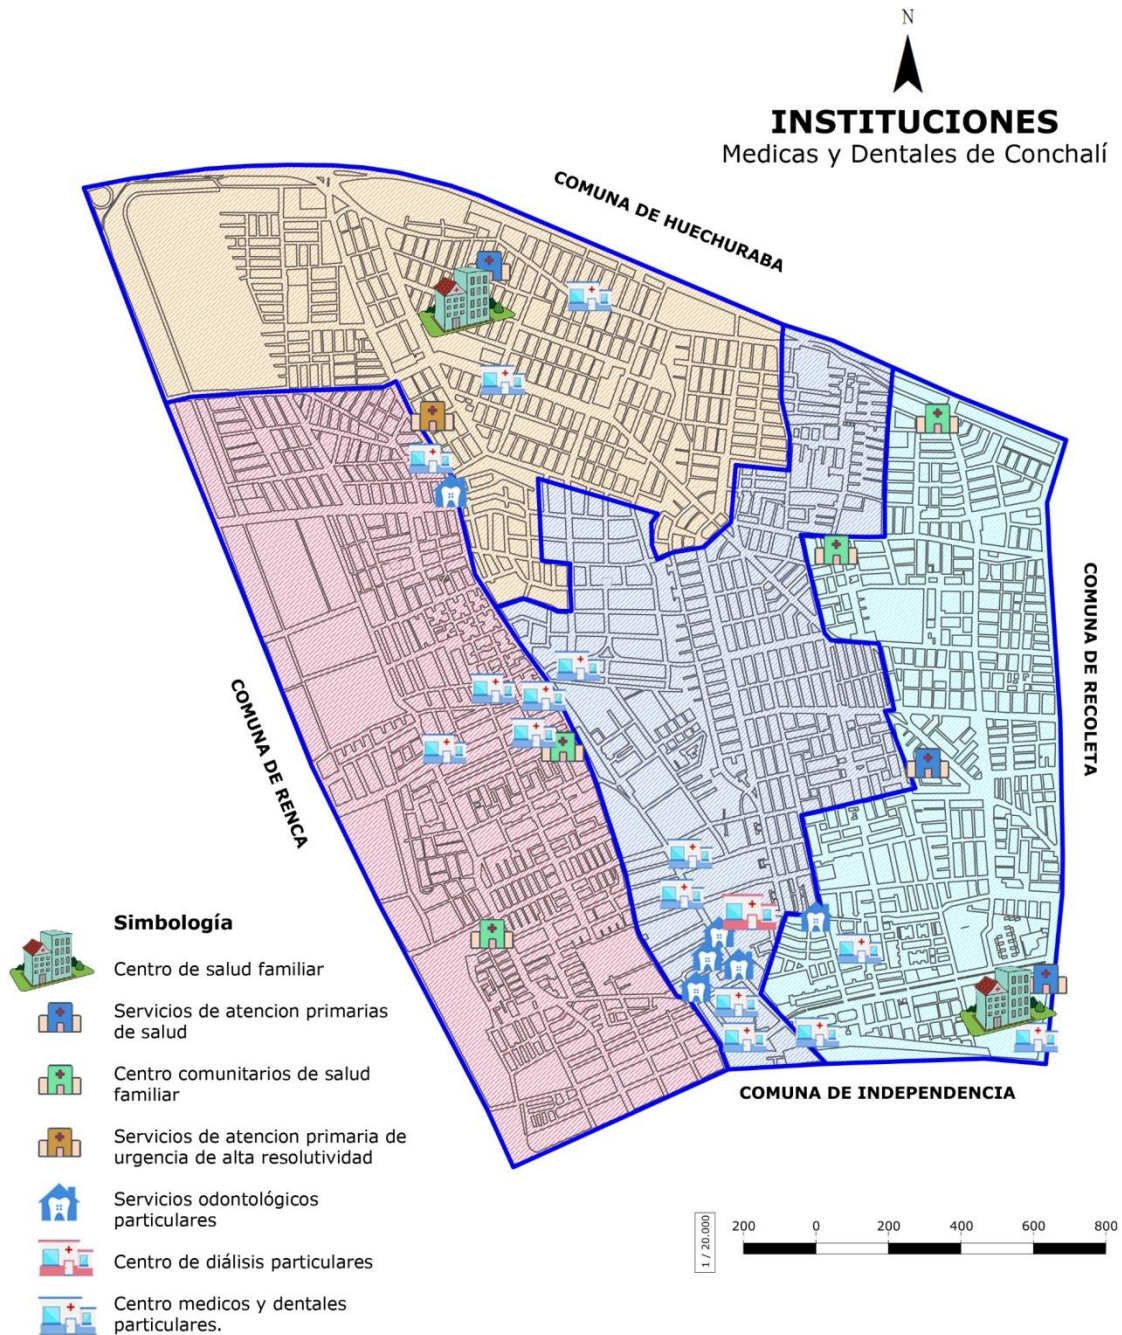 N
INSTITUCIONES
Medicas y Dentales de Conchalí
COMUNA DE HUECHURABA
COMUNA DE RECOLETA
COMUNA DE RENCA
COMUNA DE INDEPENDENCIA
Simbología
Centro de salud familiar
Servicios de atencion primarias
de salud
Centro comunitarios de salud
familiar
Servicios de atencion primaria de
urgencia de alta resolutividad
Servicios odontológicos
particulares
Centro de diálisis particulares
Centro medicos y dentales
particulares.
1 / 20.000
200 0 200 400 600 800